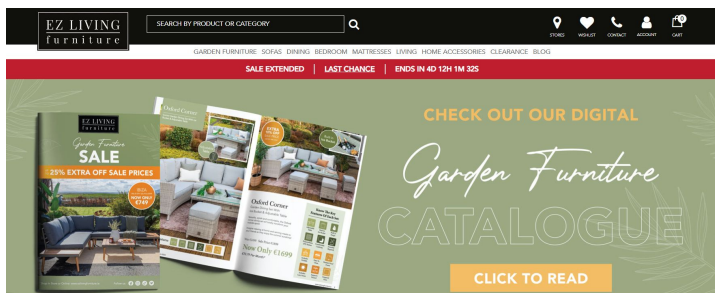 EZ LIVING
furniture
SEARCH BY PRODUCT OR CATEGORY
STORES WISHLIST CONTACT ACCOUNT CART
0
GARDEN FURNITURE SOFAS DINING BEDROOM MATTRESSES LIVING HOME ACCESSORIES CLEARANCE BLOG
SALE EXTENDED | LAST CHANCE | ENDS IN 4D 12H 1M 32S
EZ LIVING
furniture
Garden Furniture
SALE
25% EXTRA OFF SALE PRICES
€749
Oxford Corner
EXTRA
Oxford Corner
Now Only €1699
CHECK OUT OUR DIGITAL
Garden Furniture
CATALOGUE
CLICK TO READ